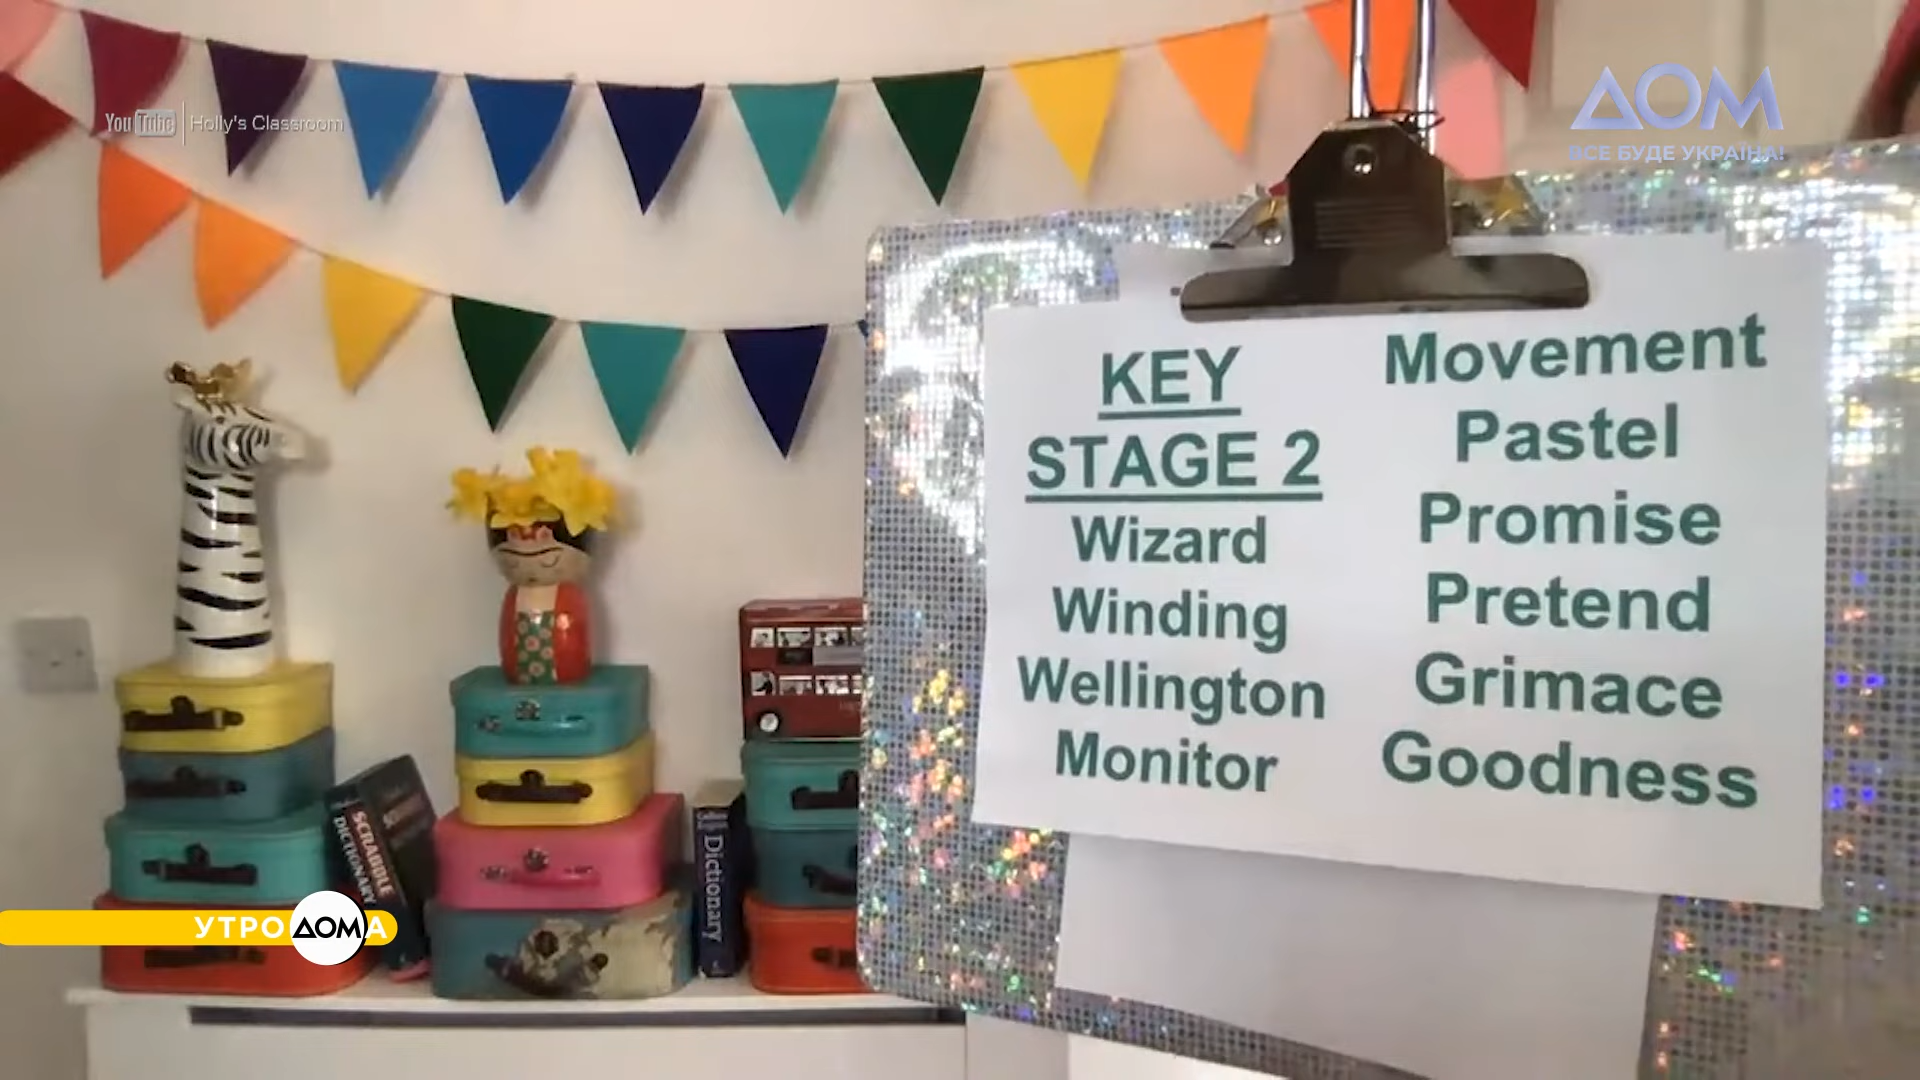 YouTube Holly's Classroom
ДОМ
ВСЕ БУДЕ УКРАЇНА!
KEY
STAGE 2
Wizard
Winding
Wellington
Monitor
Movement
Pastel
Promise
Pretend
Grimace
Goodness
SCRABBLE
DICTIONARY
Collins
Dictionary
УТРО ДОМА